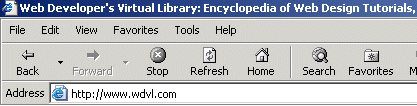 Web Developer's Virtual Library: Encyclopedia of Web Design Tutorials,
File Edit View Favorites Tools Help
Back Forward Stop Refresh Home Search Favorites M
Address http://www.wdvl.com